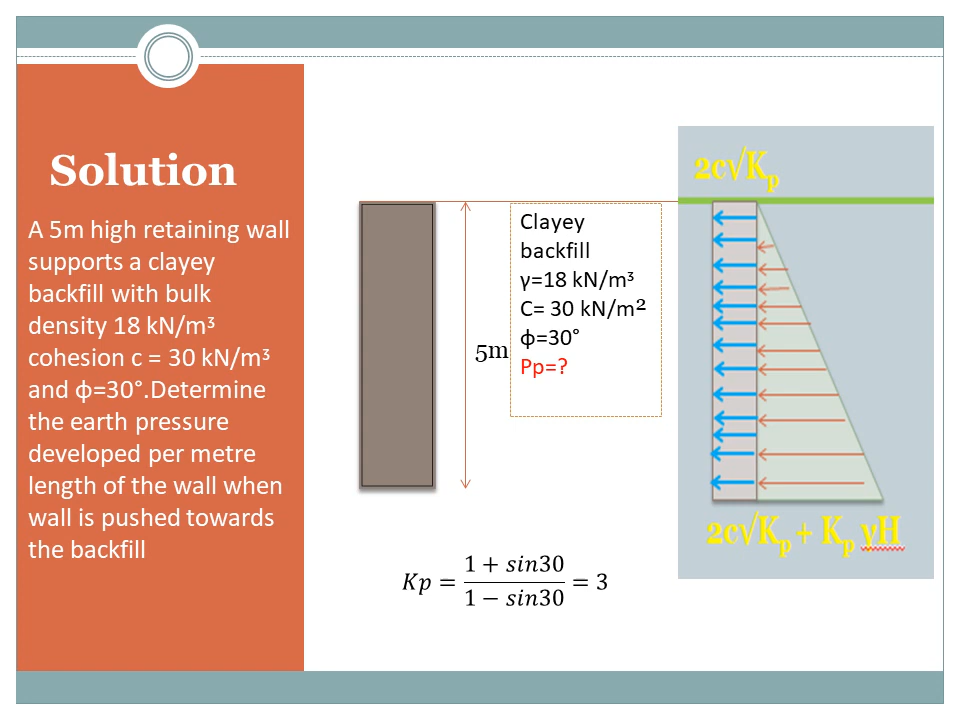 Solution
A 5m high retaining wall
supports a clayey
backfill with bulk
density 18 kN/m³
cohesion c = 30 kN/m³
and ɸ=30°.Determine
the earth pressure
developed per metre
length of the wall when
wall is pushed towards
the backfill
5m
Clayey
backfill
γ=18 kN/m³
C= 30 kN/m²
ɸ=30°
Pp=?
Kp = (1 + sin30)/(1 − sin30) = 3
2c√Kₚ
2c√Kₚ + Kₚ γH